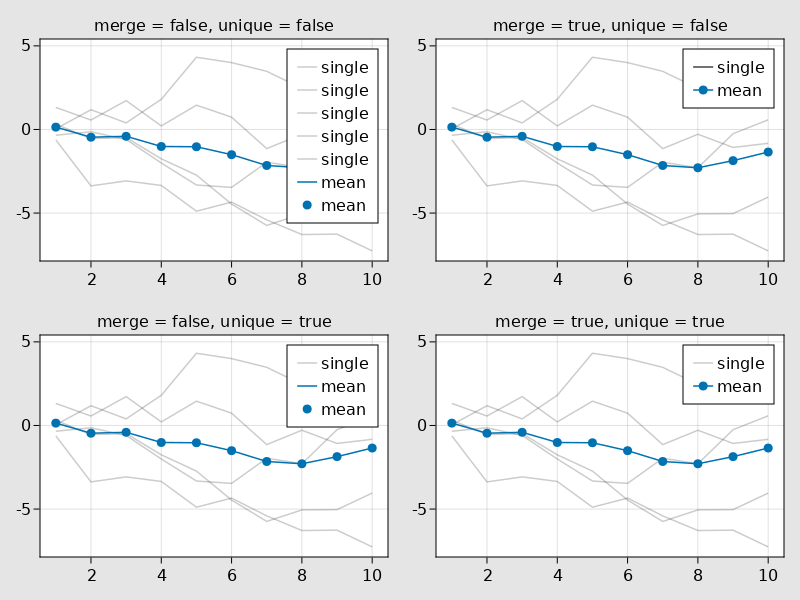 merge = false, unique = false
5
0
-5
single
single
single
single
single
mean
mean
2 4 6 8 10
merge = true, unique = false
5
0
-5
single
mean
2 4 6 8 10
merge = false, unique = true
5
0
-5
single
mean
mean
2 4 6 8 10
merge = true, unique = true
5
0
-5
single
mean
2 4 6 8 10